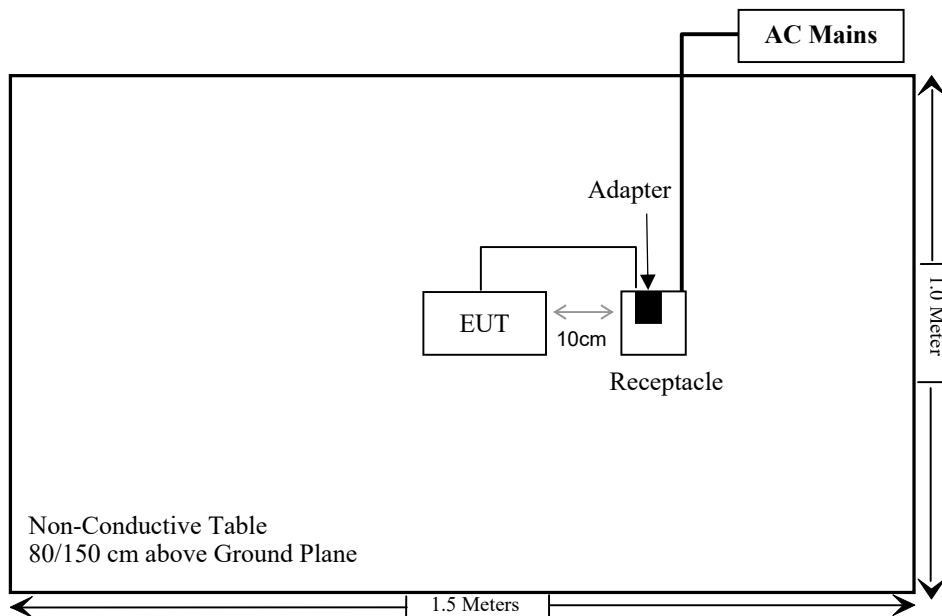 AC Mains
Adapter
EUT
10cm
Receptacle
1.0 Meter
Non-Conductive Table
80/150 cm above Ground Plane
1.5 Meters